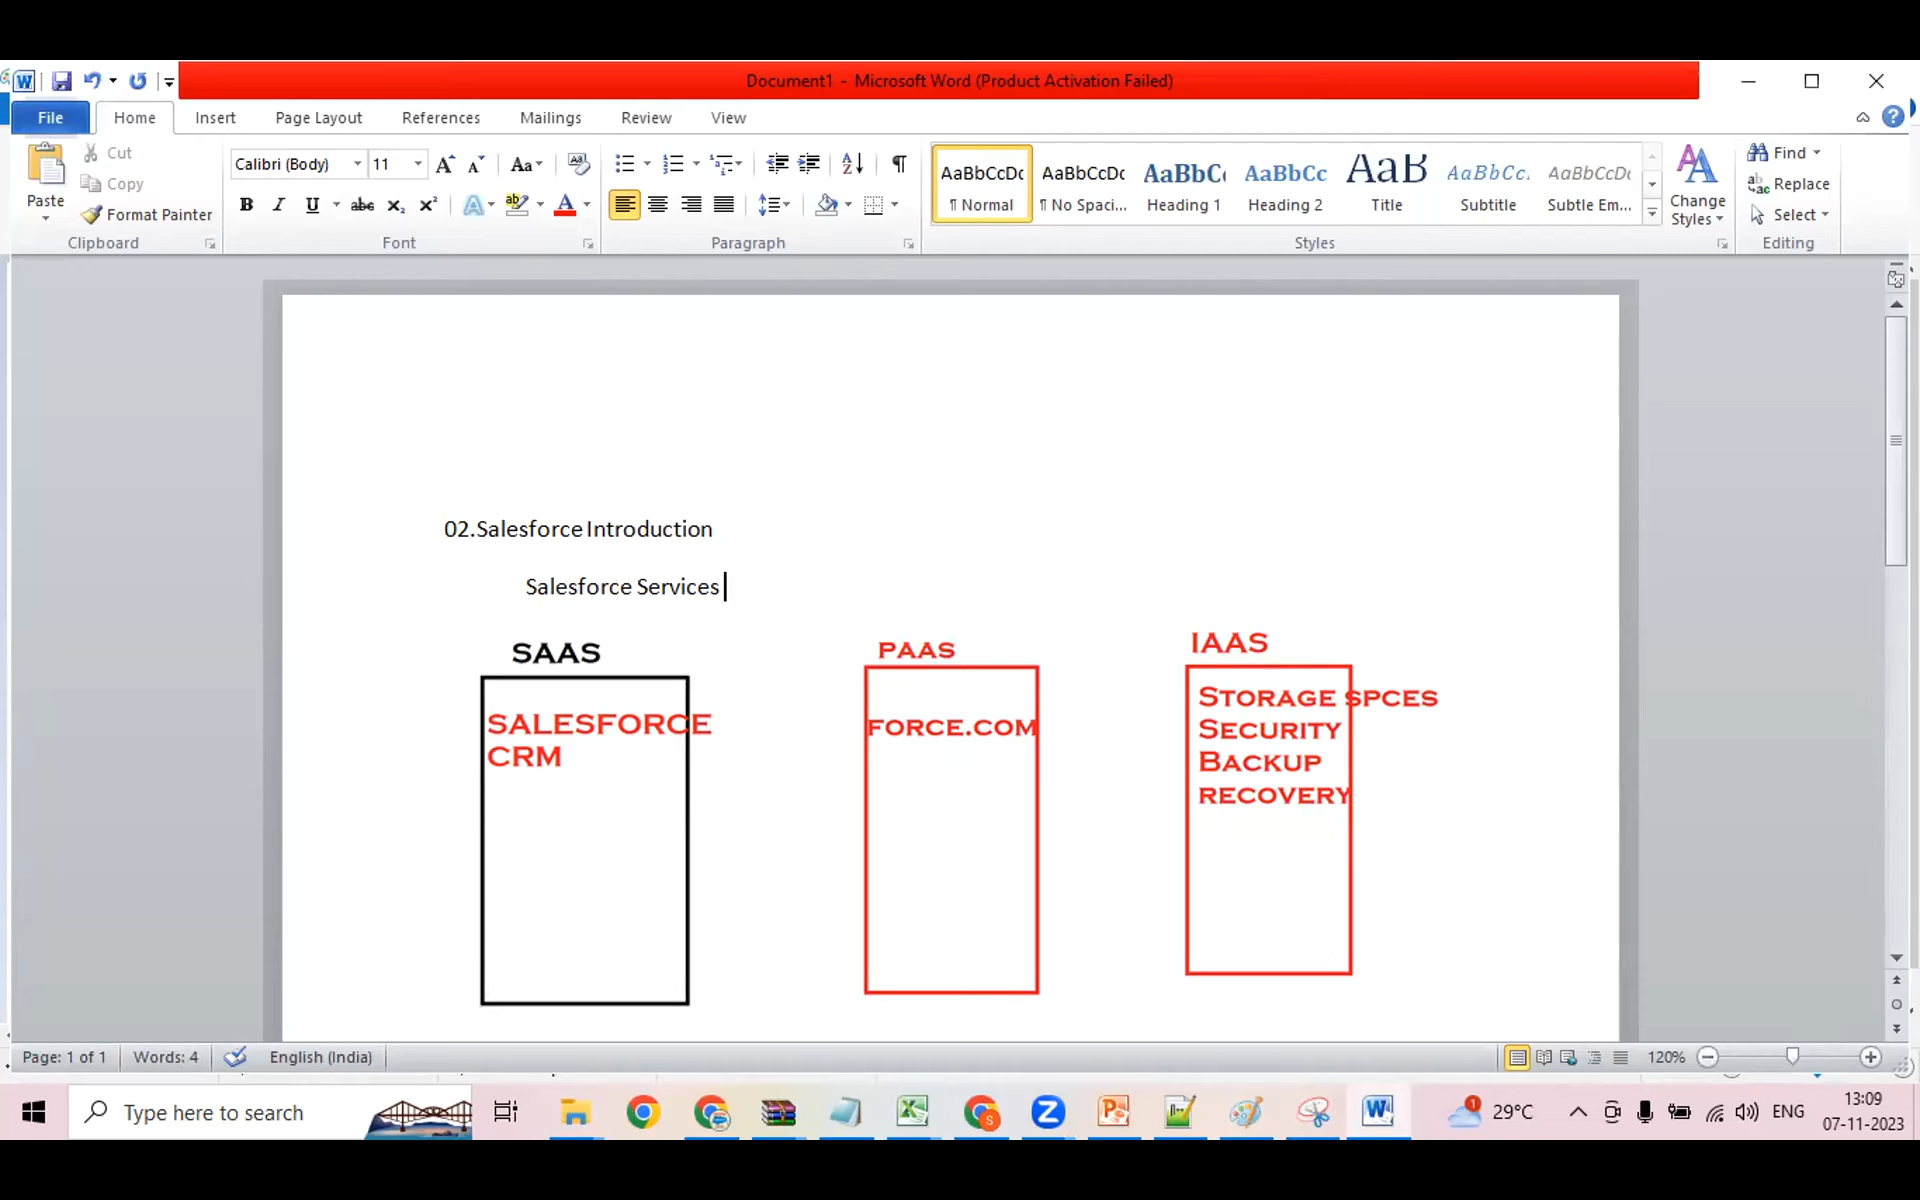 Document1 - Microsoft Word (Product Activation Failed)
File Home Insert Page Layout References Mailings Review View
Paste
Cut
Copy
Format Painter
Clipboard
Calibri (Body) 11
Font
Paragraph
AaBbCcDc AaBbCcDc AaBbC AaBbCc AaB AaBbCc. AaBbCcDc
¶ Normal ¶ No Spaci... Heading 1 Heading 2 Title Subtitle Subtle Em...
Change
Styles
Styles
Find
Replace
Select
Editing
02.Salesforce Introduction
Salesforce Services
SAAS
SALESFORCE
CRM
PAAS
FORCE.COM
IAAS
STORAGE SPCES
SECURITY
BACKUP
RECOVERY
Page: 1 of 1 Words: 4 English (India) 120%
Type here to search
29°C ENG
13:09
07-11-2023